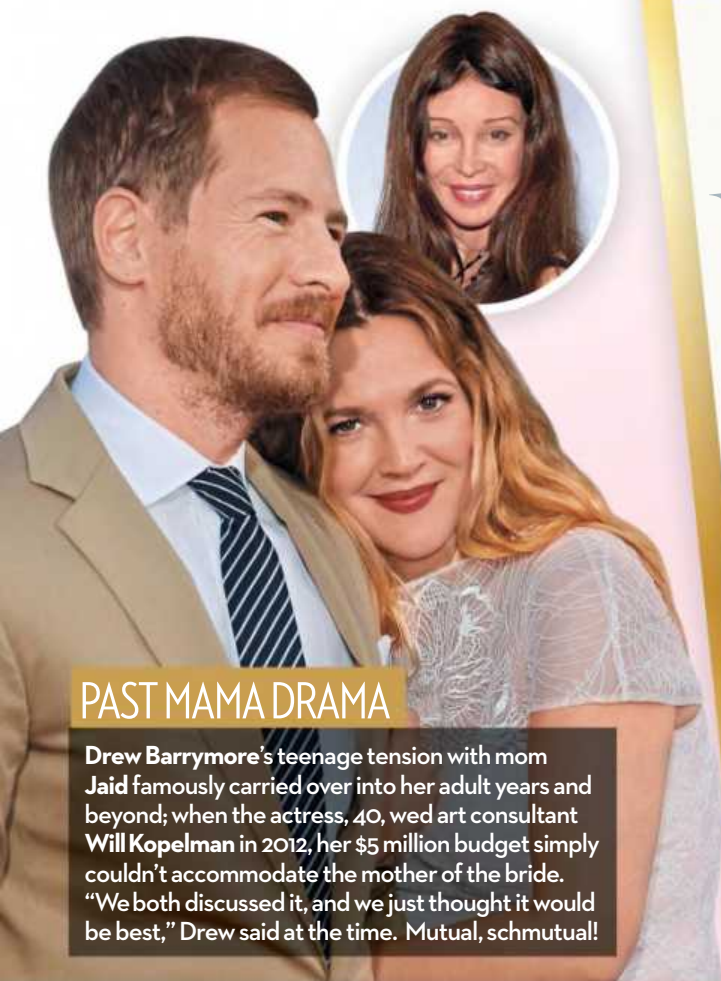 PAST MAMA DRAMA
Drew Barrymore’s teenage tension with mom
Jaid famously carried over into her adult years and
beyond; when the actress, 40, wed art consultant
Will Kopelman in 2012, her $5 million budget simply
couldn’t accommodate the mother of the bride.
“We both discussed it, and we just thought it would
be best,” Drew said at the time. Mutual, schmutual!